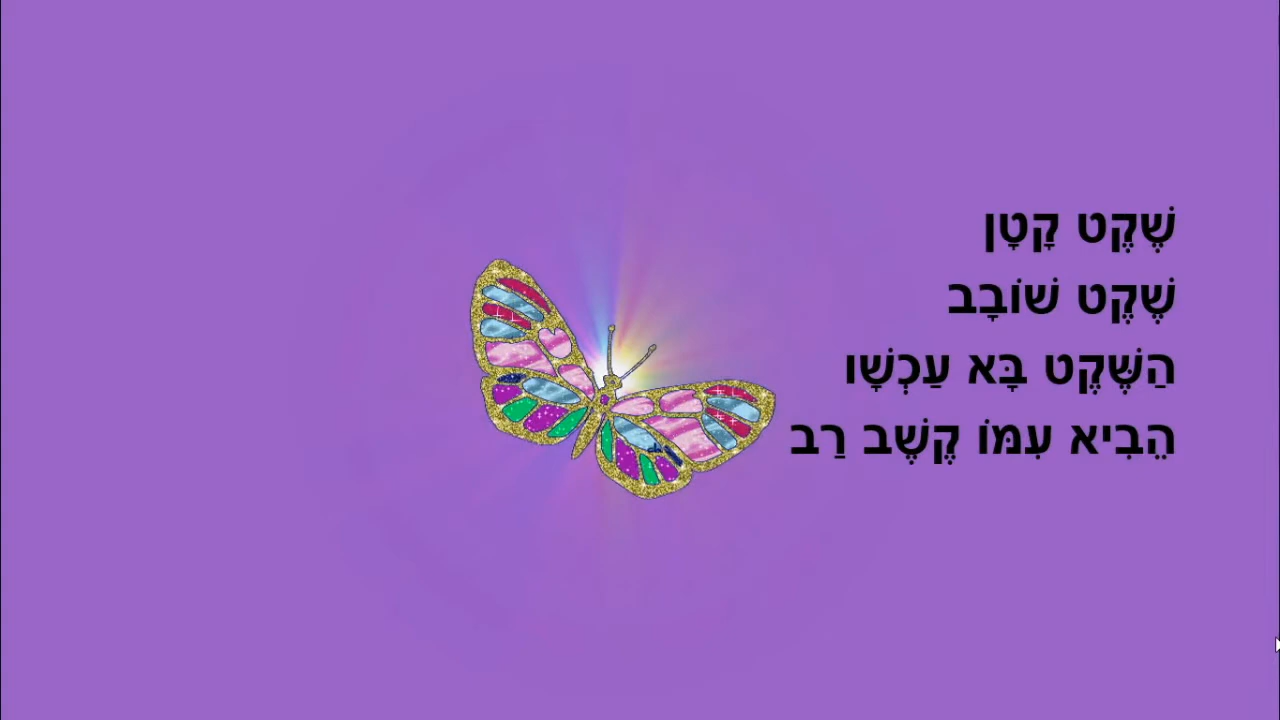 שֶׁקֶט קָטָן
שֶׁקֶט שׁוֹבָב
הַשֶּׁקֶט בָּא עַכְשָׁו
הֵבִיא עִמּוֹ קֶשֶׁב רַב